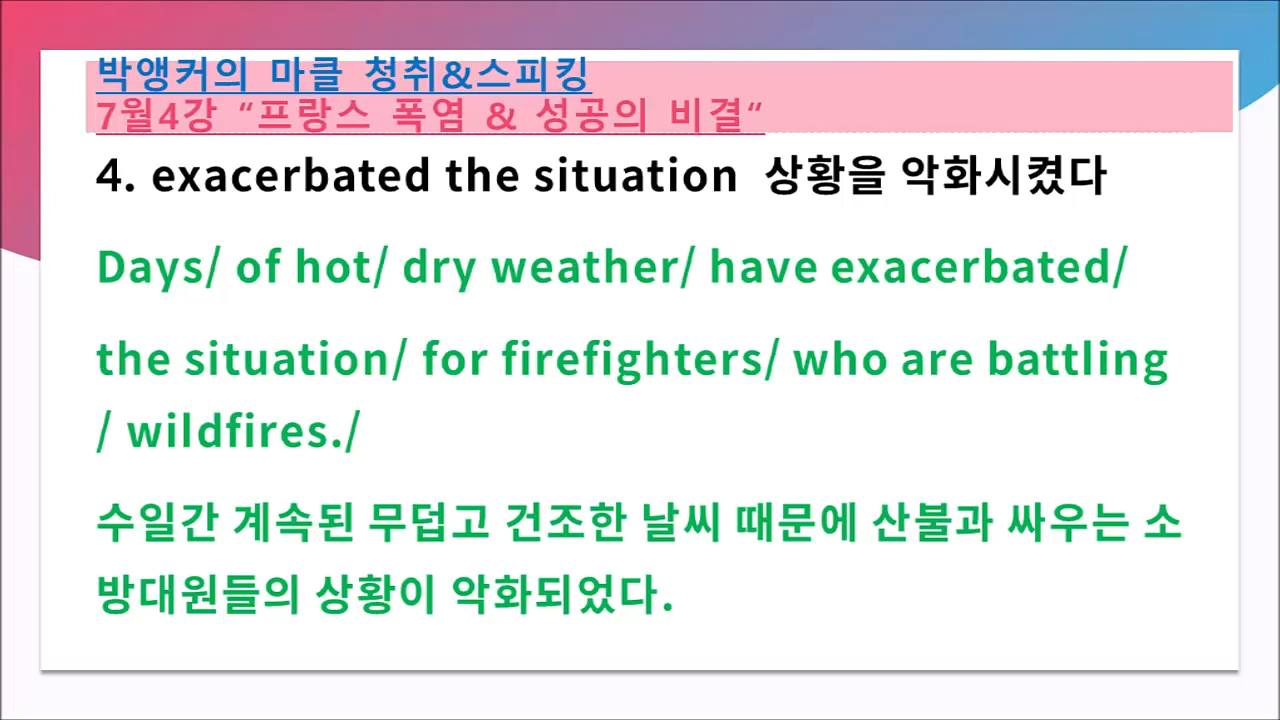 박앵커의 마클 청취&스피킹
7월4강 “프랑스 폭염 & 성공의 비결“
4. exacerbated the situation 상황을 악화시켰다
Days/ of hot/ dry weather/ have exacerbated/
the situation/ for firefighters/ who are battling
/ wildfires./
수일간 계속된 무덥고 건조한 날씨 때문에 산불과 싸우는 소
방대원들의 상황이 악화되었다.